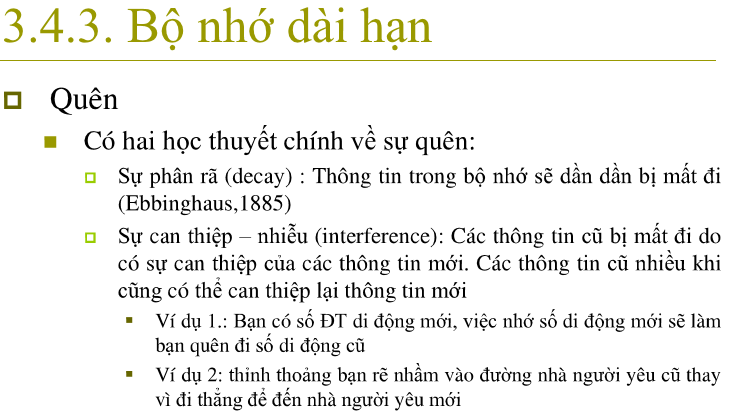 3.4.3. Bộ nhớ dài hạn
Quên
Có hai học thuyết chính về sự quên:
Sự phân rã (decay) : Thông tin trong bộ nhớ sẽ dần dần bị mất đi
(Ebbinghaus,1885)
Sự can thiệp – nhiễu (interference): Các thông tin cũ bị mất đi do
có sự can thiệp của các thông tin mới. Các thông tin cũ nhiều khi
cũng có thể can thiệp lại thông tin mới
Ví dụ 1.: Bạn có số ĐT di động mới, việc nhớ số di động mới sẽ làm
bạn quên đi số di động cũ
Ví dụ 2: thỉnh thoảng bạn rẽ nhầm vào đường nhà người yêu cũ thay
vì đi thẳng để đến nhà người yêu mới